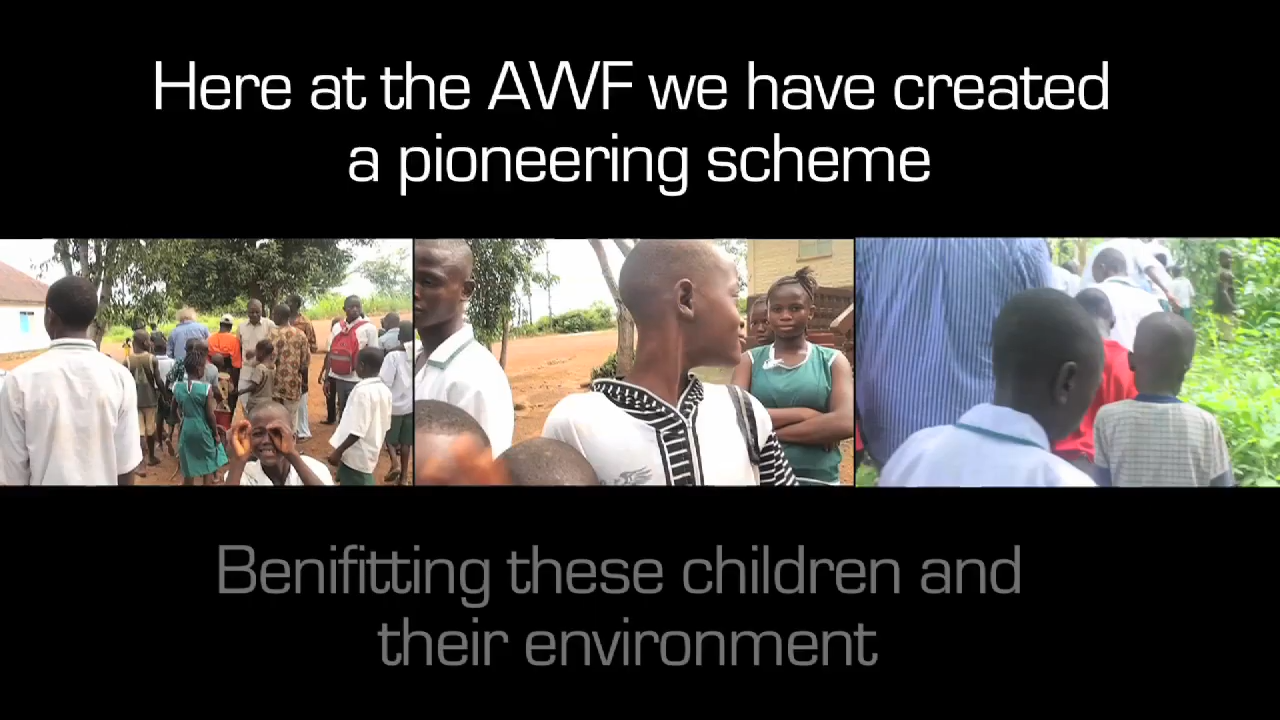 Here at the AWF we have created
a pioneering scheme
Benifitting these children and
their environment